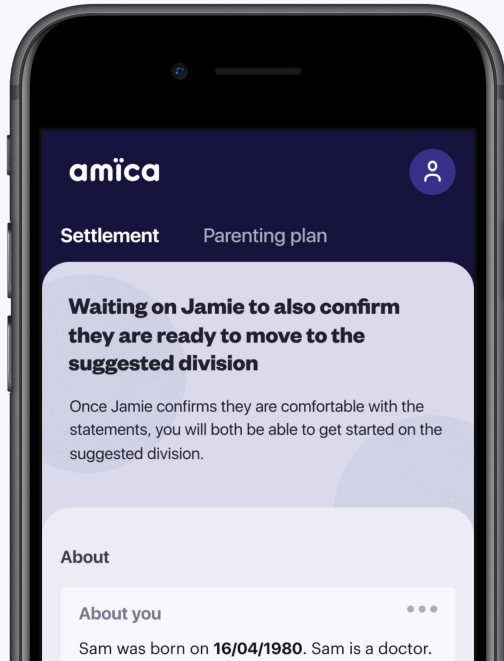 amïca
Settlement Parenting plan
Waiting on Jamie to also confirm
they are ready to move to the
suggested division
Once Jamie confirms they are comfortable with the
statements, you will both be able to get started on the
suggested division.
About
About you
Sam was born on 16/04/1980. Sam is a doctor.